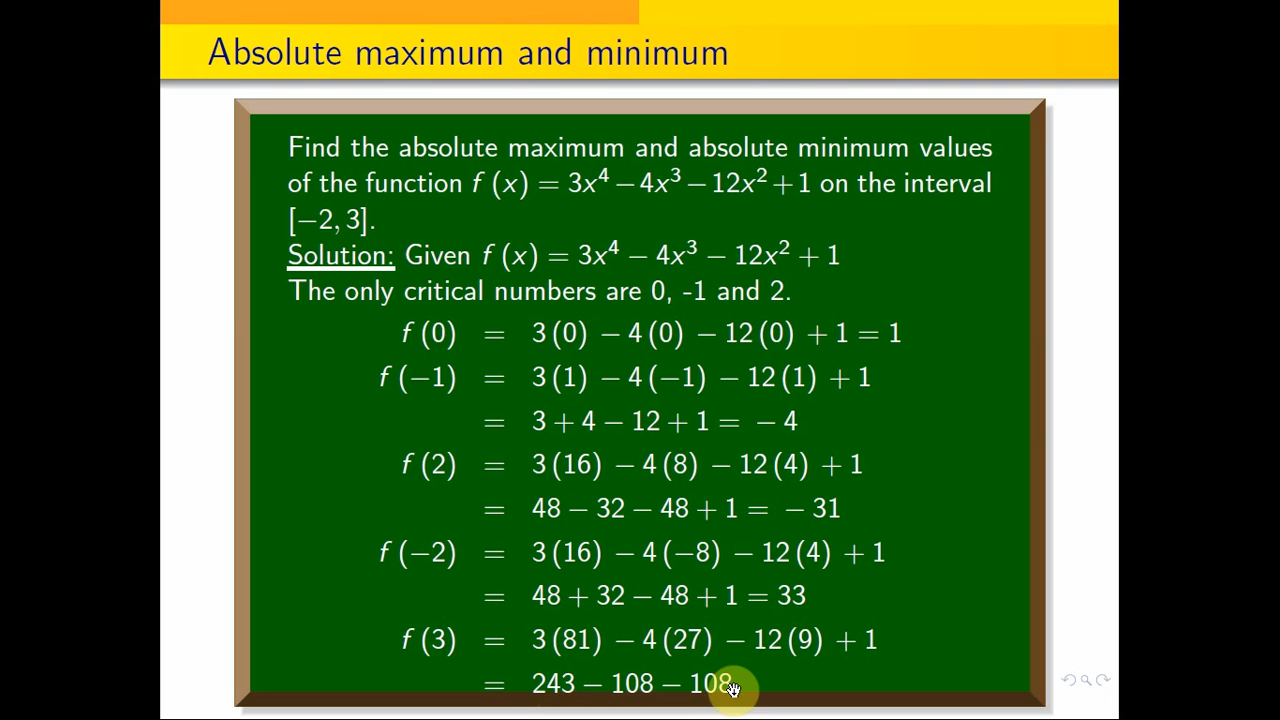 Absolute maximum and minimum
Find the absolute maximum and absolute minimum values
of the function f (x) = 3x⁴ − 4x³ − 12x² + 1 on the interval
[−2, 3].
Solution: Given f (x) = 3x⁴ − 4x³ − 12x² + 1
The only critical numbers are 0, -1 and 2.
f (0) = 3 (0) − 4 (0) − 12 (0) + 1 = 1
f (−1) = 3 (1) − 4 (−1) − 12 (1) + 1
= 3 + 4 − 12 + 1 = − 4
f (2) = 3 (16) − 4 (8) − 12 (4) + 1
= 48 − 32 − 48 + 1 = − 31
f (−2) = 3 (16) − 4 (−8) − 12 (4) + 1
= 48 + 32 − 48 + 1 = 33
f (3) = 3 (81) − 4 (27) − 12 (9) + 1
= 243 − 108 − 108